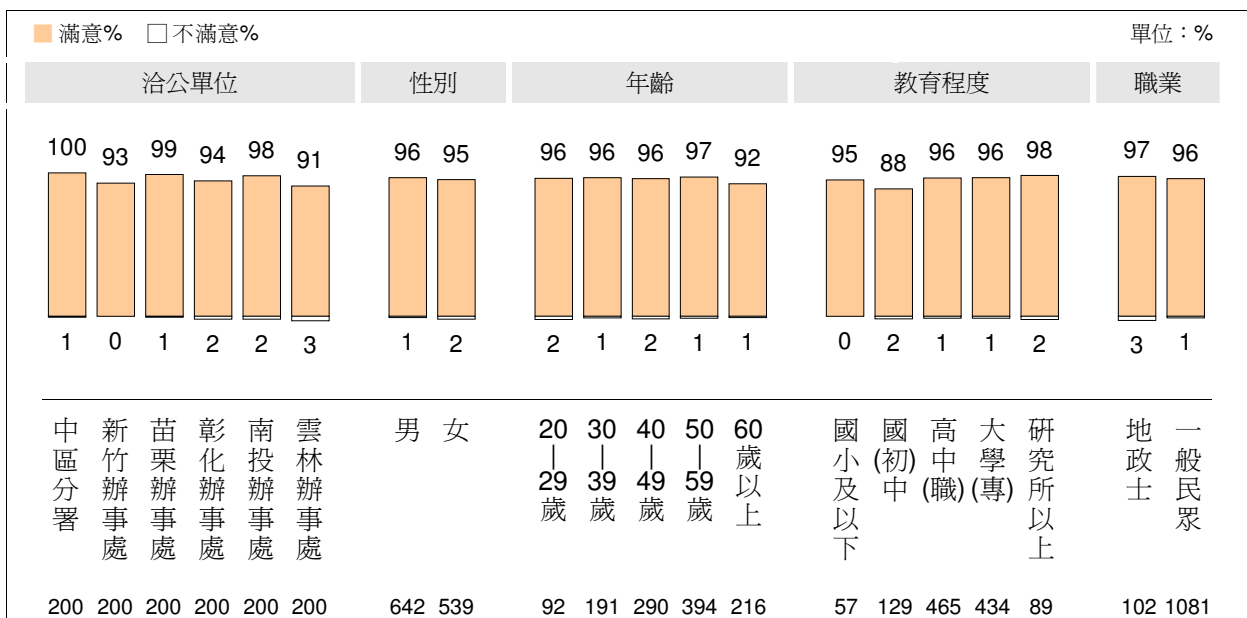 滿意% 不滿意% 單位：%
洽公單位 性別 年齡 教育程度 職業
100 93 99 94 98 91 96 95 96 96 96 97 92 95 88 96 96 98 97 96
1 0 1 2 2 3 1 2 2 1 2 1 1 0 2 1 1 2 3 1
中區分署
新竹辦事處
苗栗辦事處
彰化辦事處
南投辦事處
雲林辦事處
男
女
20|29歲
30|39歲
40|49歲
50|59歲
60歲以上
國小及以下
國(初)中
高中(職)
大學(專)
研究所以上
地政士
一般民眾
200 200 200 200 200 200 642 539 92 191 290 394 216 57 129 465 434 89 102 1081